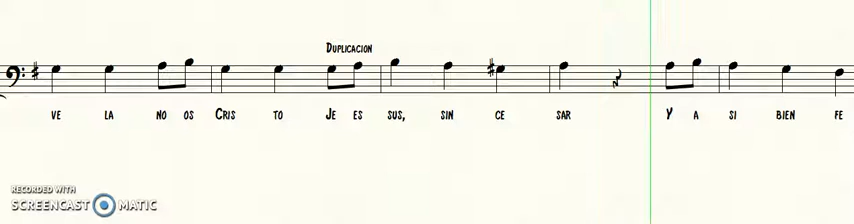 Duplicacion
ve la no os Cris to Je es sus, sin ce sar Y a si bien fe
RECORDED WITH
SCREENCAST MATIC